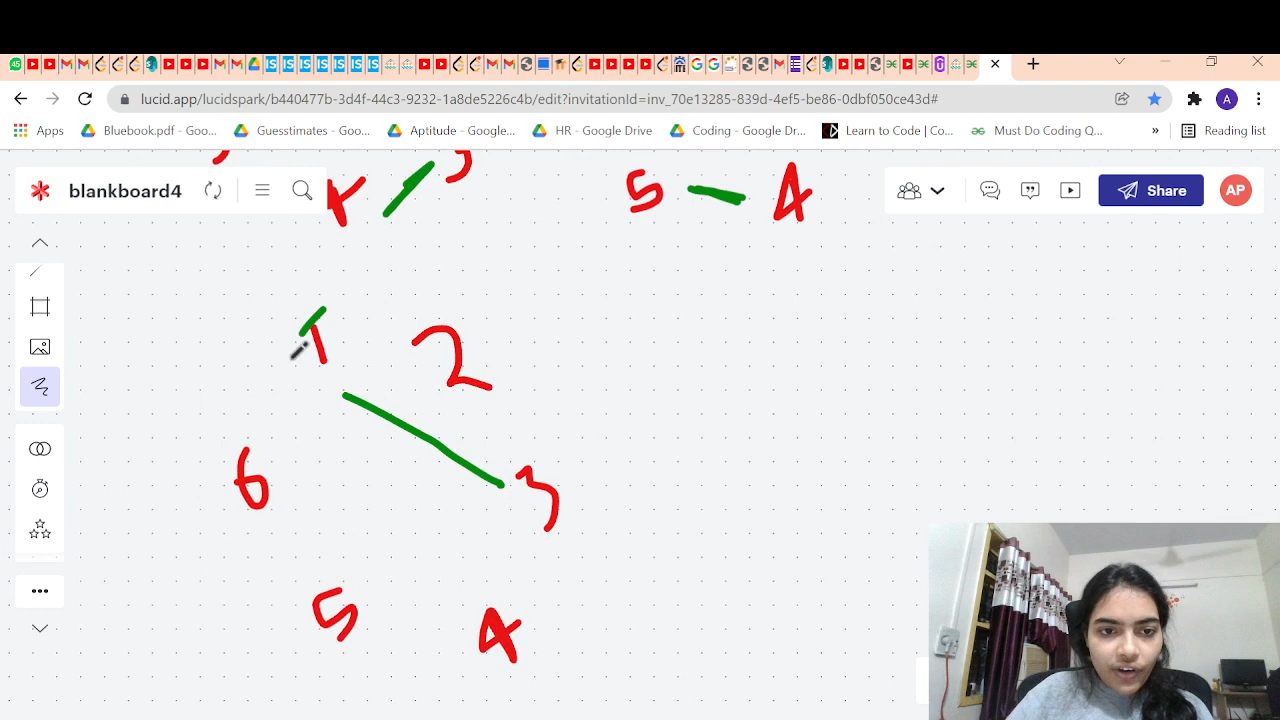 lucid.app/lucidspark/b440477b-3d4f-44c3-9232-1a8de5226c4b/edit?invitationId=inv_70e13285-839d-4ef5-be86-0dbf050ce43d#
A
Apps Bluebook.pdf - Goo... Guesstimates - Goo... Aptitude - Google... HR - Google Drive Coding - Google Dr... Learn to Code | Co... Must Do Coding Q... » Reading list
blankboard4 Share AP
5 4
1 2
6 3
5 4